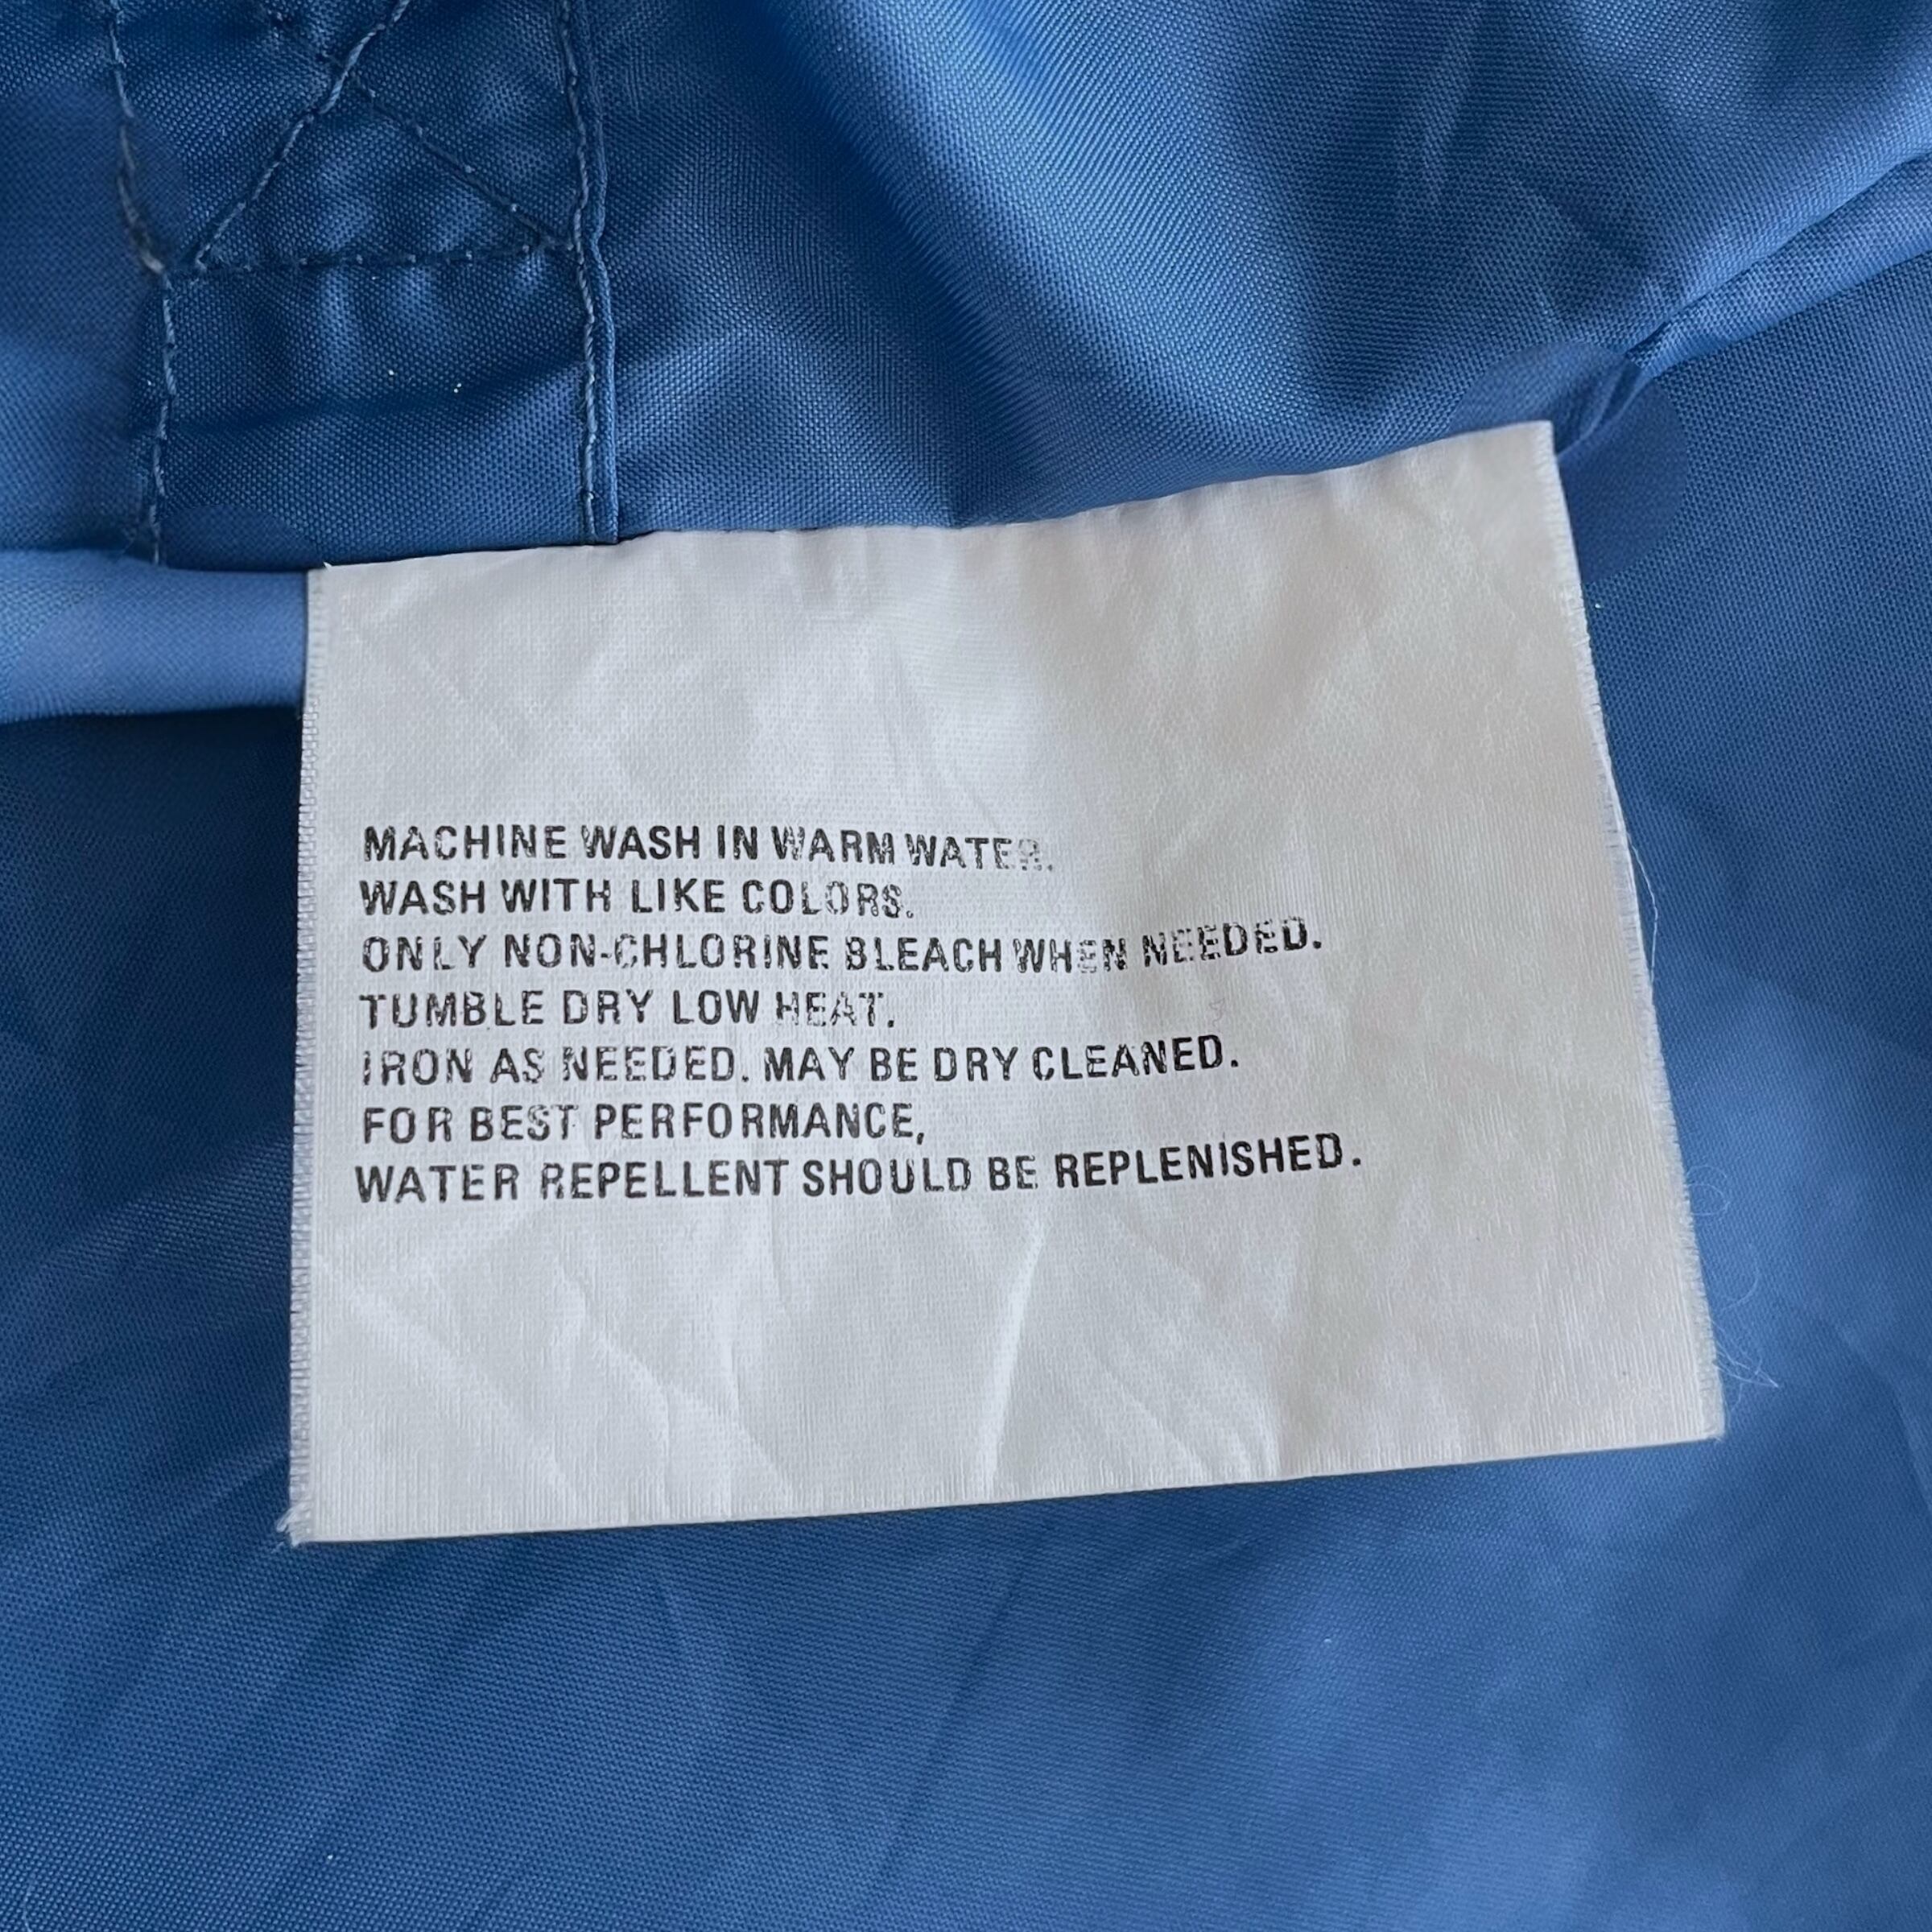 MACHINE WASH IN WARM WATER.
WASH WITH LIKE COLORS.
ONLY NON-CHLORINE BLEACH WHEN NEEDED.
TUMBLE DRY LOW HEAT.
IRON AS NEEDED. MAY BE DRY CLEANED.
FOR BEST PERFORMANCE,
WATER REPELLENT SHOULD BE REPLENISHED.